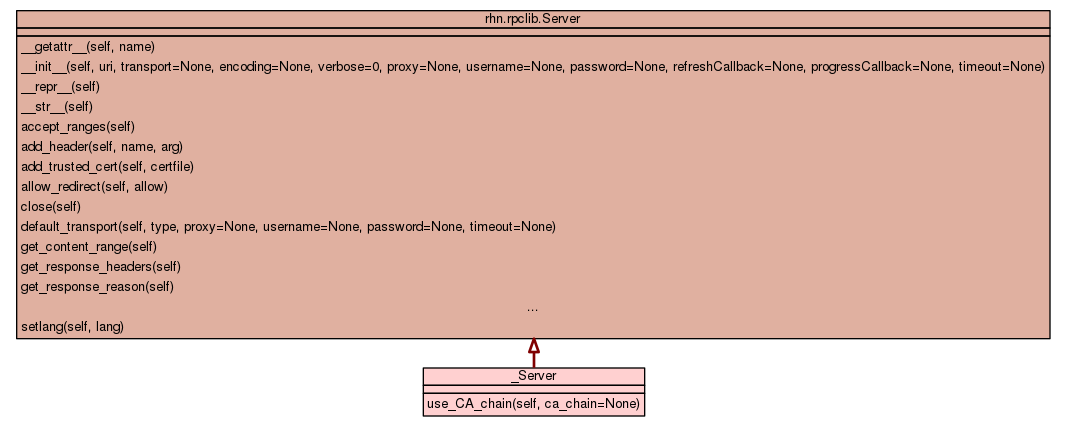 rhn.rpclib.Server
__getattr__(self, name)
__init__(self, uri, transport=None, encoding=None, verbose=0, proxy=None, username=None, password=None, refreshCallback=None, progressCallback=None, timeout=None)
__repr__(self)
__str__(self)
accept_ranges(self)
add_header(self, name, arg)
add_trusted_cert(self, certfile)
allow_redirect(self, allow)
close(self)
default_transport(self, type, proxy=None, username=None, password=None, timeout=None)
get_content_range(self)
get_response_headers(self)
get_response_reason(self)
...
setlang(self, lang)
_Server
use_CA_chain(self, ca_chain=None)